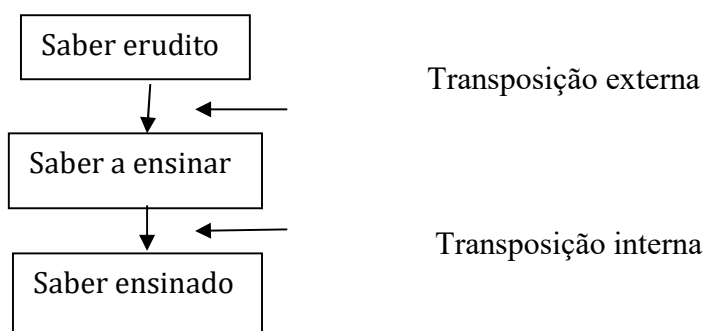 Saber erudito
Transposição externa
Saber a ensinar
Transposição interna
Saber ensinado